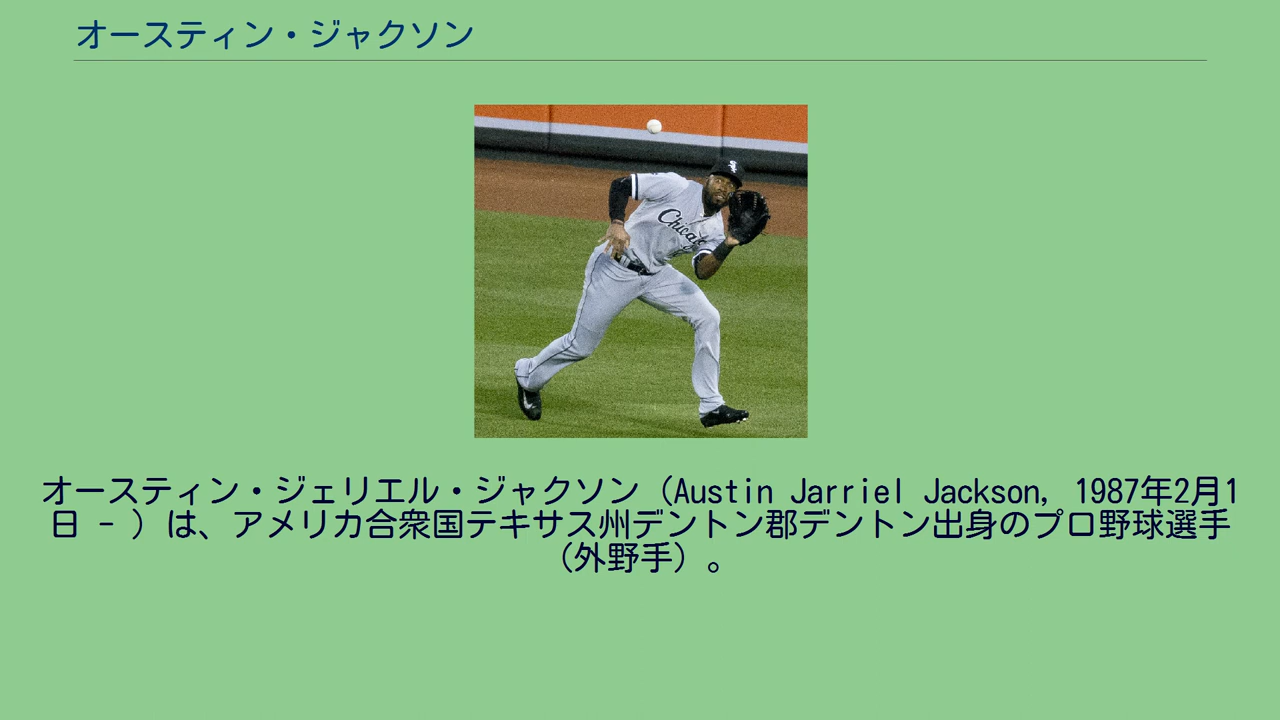 オースティン・ジャクソン
Chicago
オースティン・ジェリエル・ジャクソン（Austin Jarriel Jackson, 1987年2月1
日 - ）は、アメリカ合衆国テキサス州デントン郡デントン出身のプロ野球選手
（外野手）。